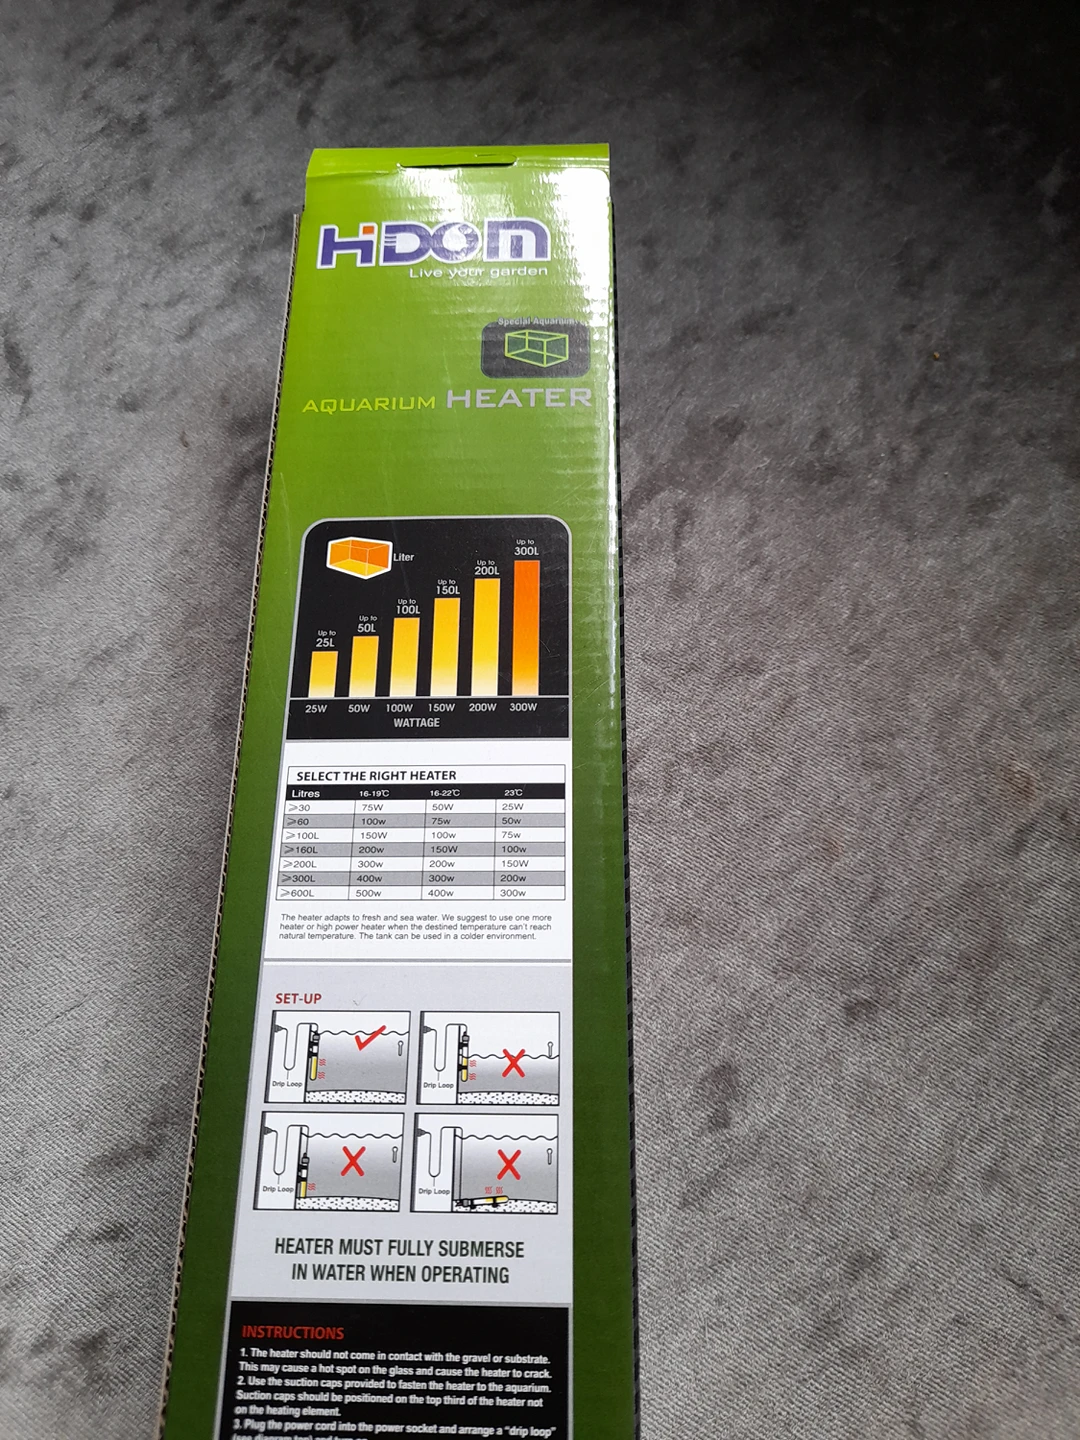 HiDOM
Live your garden
Special Aquarium
AQUARIUM HEATER
Liter
Up to
25L
Up to
50L
Up to
100L
Up to
150L
Up to
200L
Up to
300L
25W 50W 100W 150W 200W 300W
WATTAGE
SELECT THE RIGHT HEATER
Litres 16-19℃ 16-22℃ 23℃
≥30 75W 50W 25W
≥60 100w 75w 50w
≥100L 150W 100w 75w
≥160L 200w 150W 100w
≥200L 300w 200w 150W
≥300L 400w 300w 200w
≥600L 500w 400w 300w
The heater adapts to fresh and sea water. We suggest to use one more
heater or high power heater when the destined temperature can't reach
natural temperature. The tank can be used in a colder environment.
SET-UP
Drip Loop
Drip Loop
Drip Loop
Drip Loop
HEATER MUST FULLY SUBMERSE
IN WATER WHEN OPERATING
INSTRUCTIONS
1. The heater should not come in contact with the gravel or substrate.
This may cause a hot spot on the glass and cause the heater to crack.
2. Use the suction caps provided to fasten the heater to the aquarium.
Suction caps should be positioned on the top third of the heater not
on the heating element.
3. Plug the power cord into the power socket and arrange a "drip loop"